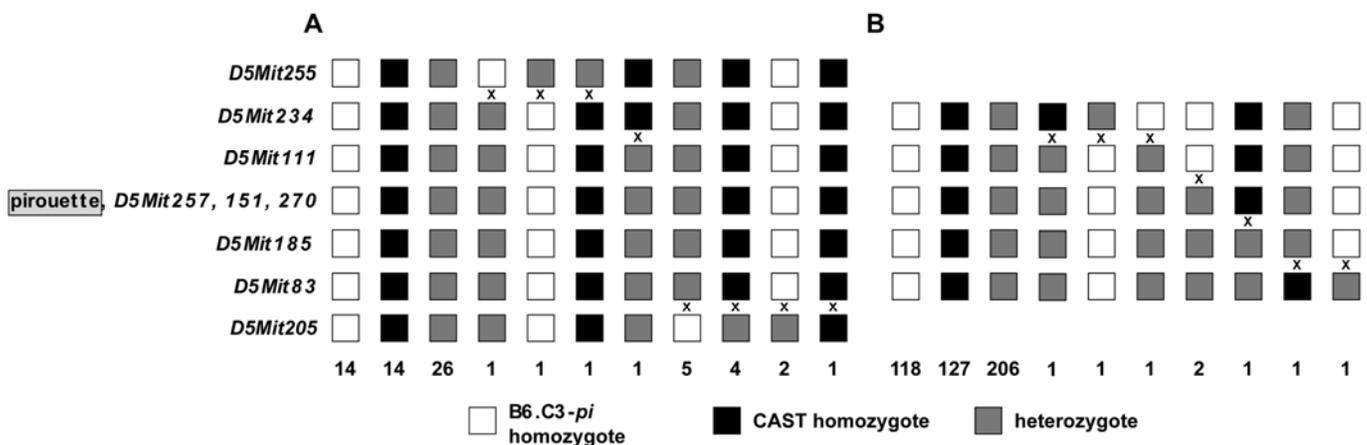 A
B
D5Mit255
x x x
D5Mit234
x x x x
D5Mit111
x
pirouette, D5Mit257, 151, 270
x
D5Mit185
x x
D5Mit83
x x x x
D5Mit205
14 14 26 1 1 1 1 5 4 2 1 118 127 206 1 1 1 2 1 1 1
B6.C3-pi
homozygote
CAST homozygote
heterozygote